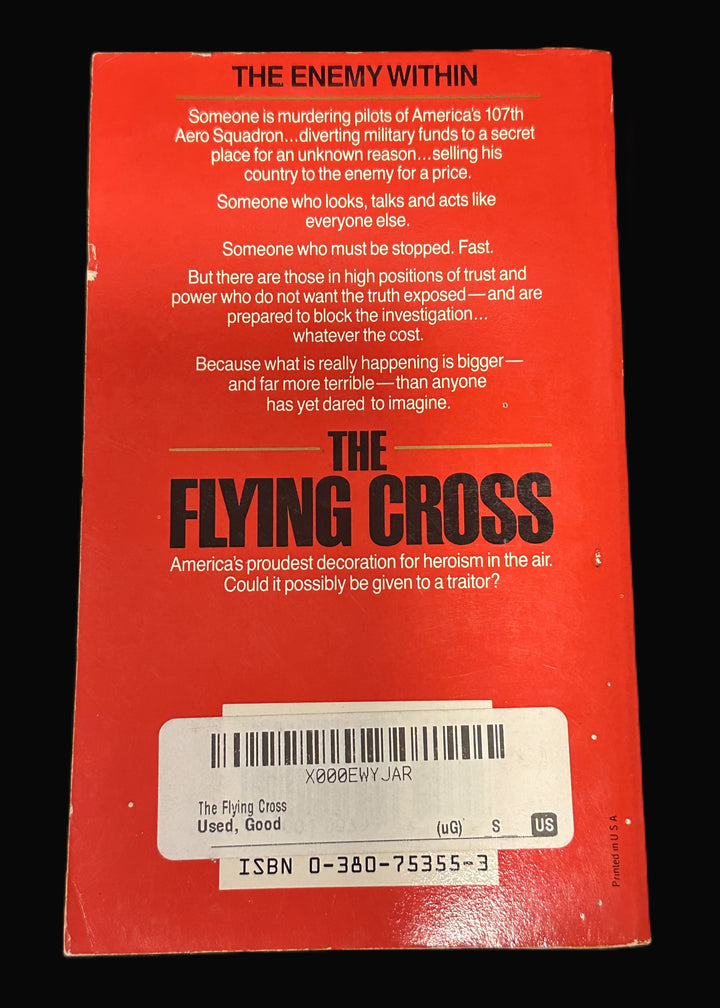 THE ENEMY WITHIN
Someone is murdering pilots of America's 107th
Aero Squadron...diverting military funds to a secret
place for an unknown reason...selling his
country to the enemy for a price.
Someone who looks, talks and acts like
everyone else.
Someone who must be stopped. Fast.
But there are those in high positions of trust and
power who do not want the truth exposed—and are
prepared to block the investigation...
whatever the cost.
Because what is really happening is bigger—
and far more terrible—than anyone
has yet dared to imagine.
THE
FLYING CROSS
America's proudest decoration for heroism in the air.
Could it possibly be given to a traitor?
X000EWYJAR
The Flying Cross
Used, Good
(uG) S US
ISBN 0-380-75355-3
Printed in U S A